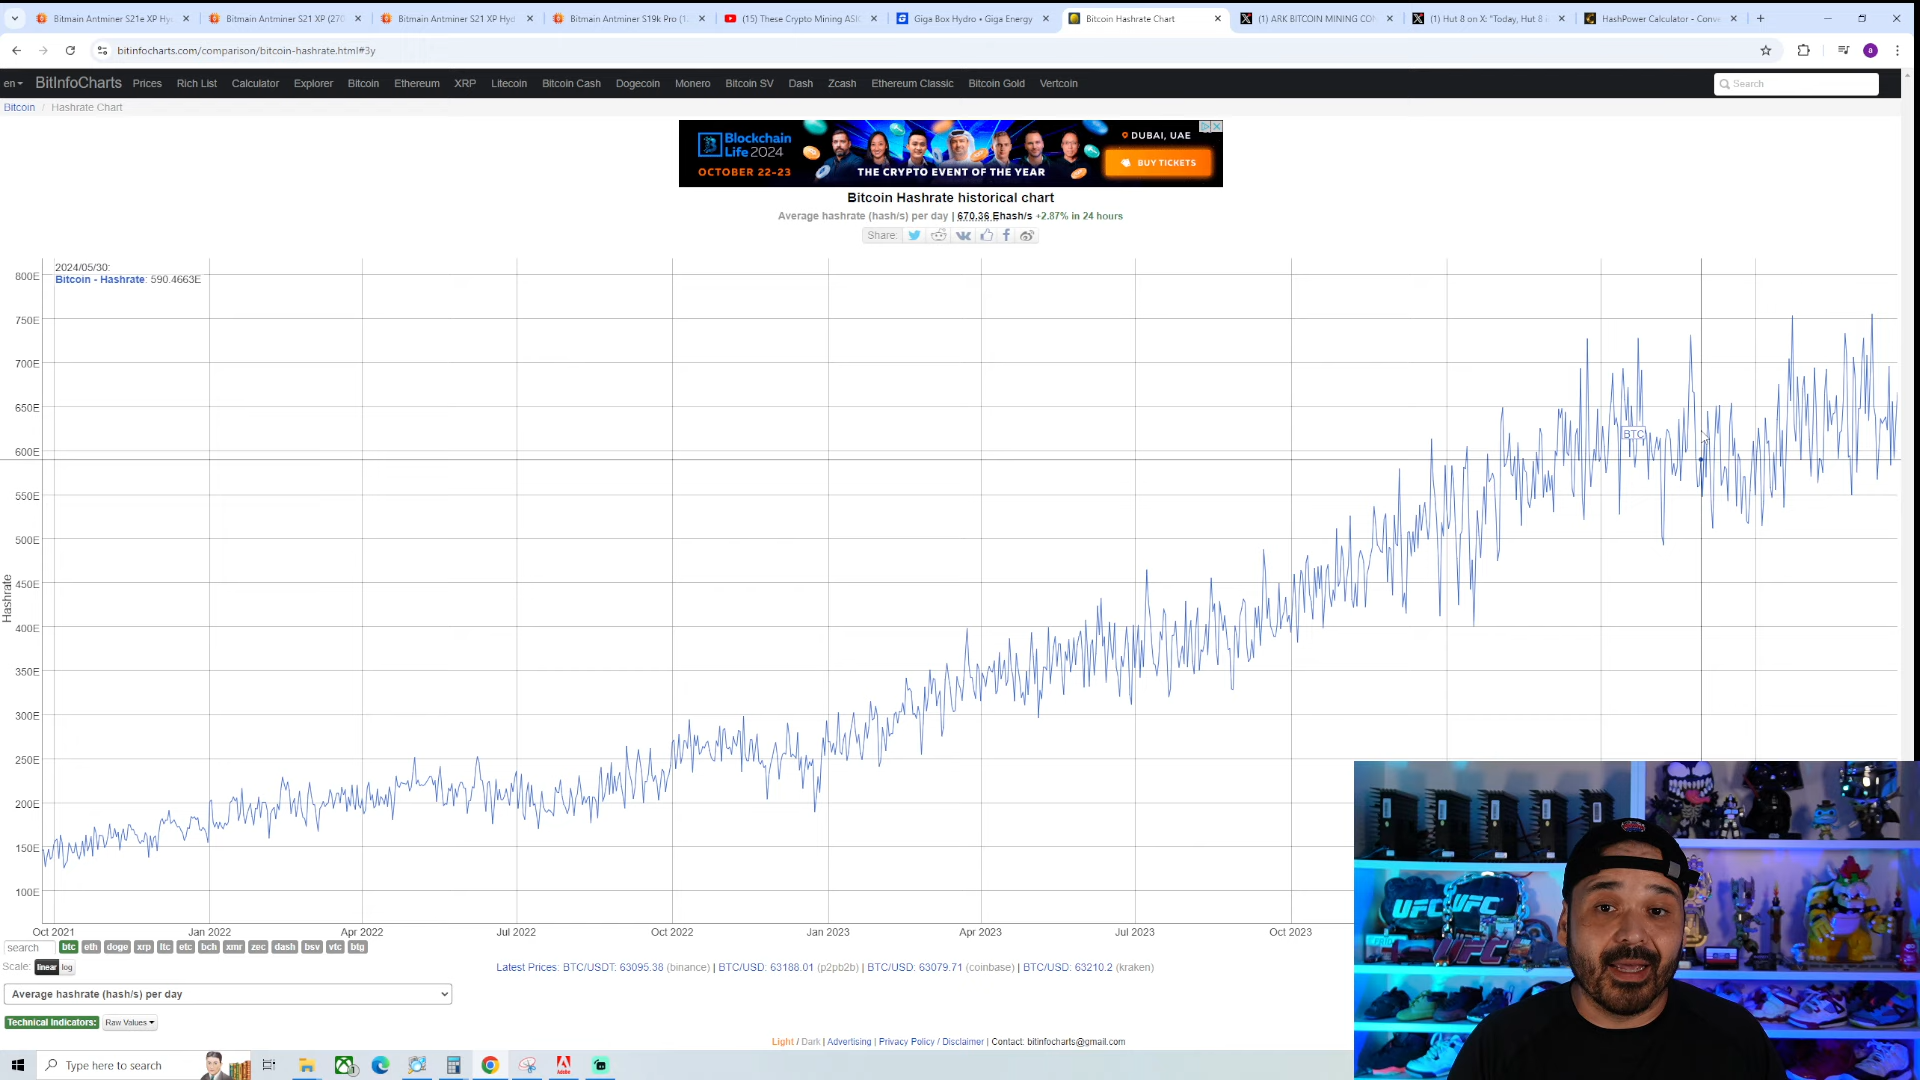 Bitmain Antminer S21e XP Hy
Bitmain Antminer S21 XP (270
Bitmain Antminer S21 XP Hyd
Bitmain Antminer S19k Pro (1
(15) These Crypto Mining ASIC
Giga Box Hydro • Giga Energy
Bitcoin Hashrate Chart
(1) ARK BITCOIN MINING CO
(1) Hut 8 on X: "Today, Hut 8 i
HashPower Calculator - Conv
bitinfocharts.com/comparison/bitcoin-hashrate.html#3y
a
en BitInfoCharts Prices Rich List Calculator Explorer Bitcoin Ethereum XRP Litecoin Bitcoin Cash Dogecoin Monero Bitcoin SV Dash Zcash Ethereum Classic Bitcoin Gold Vertcoin Search
Bitcoin / Hashrate Chart
Blockchain
Life 2024
OCTOBER 22-23
THE CRYPTO EVENT OF THE YEAR
DUBAI, UAE
BUY TICKETS
Bitcoin Hashrate historical chart
Average hashrate (hash/s) per day | 670.36 Ehash/s +2.87% in 24 hours
Share:
2024/05/30:
Bitcoin - Hashrate: 590.4663E
800E
750E
700E
650E
600E
550E
500E
450E
400E
350E
300E
250E
200E
150E
100E
Hashrate
BTC
Oct 2021 Jan 2022 Apr 2022 Jul 2022 Oct 2022 Jan 2023 Apr 2023 Jul 2023 Oct 2023
search btc eth doge xrp ltc etc bch xmr zec dash bsv vtc btg
Scale: linear log
Latest Prices: BTC/USDT: 63095.38 (binance) | BTC/USD: 63188.01 (p2pb2b) | BTC/USD: 63079.71 (coinbase) | BTC/USD: 63210.2 (kraken)
Average hashrate (hash/s) per day
Technical Indicators: Raw Values
Light / Dark | Advertising | Privacy Policy / Disclaimer | Contact: bitinfocharts@gmail.com
Type here to search
Adobe
UFC UFC
UFC